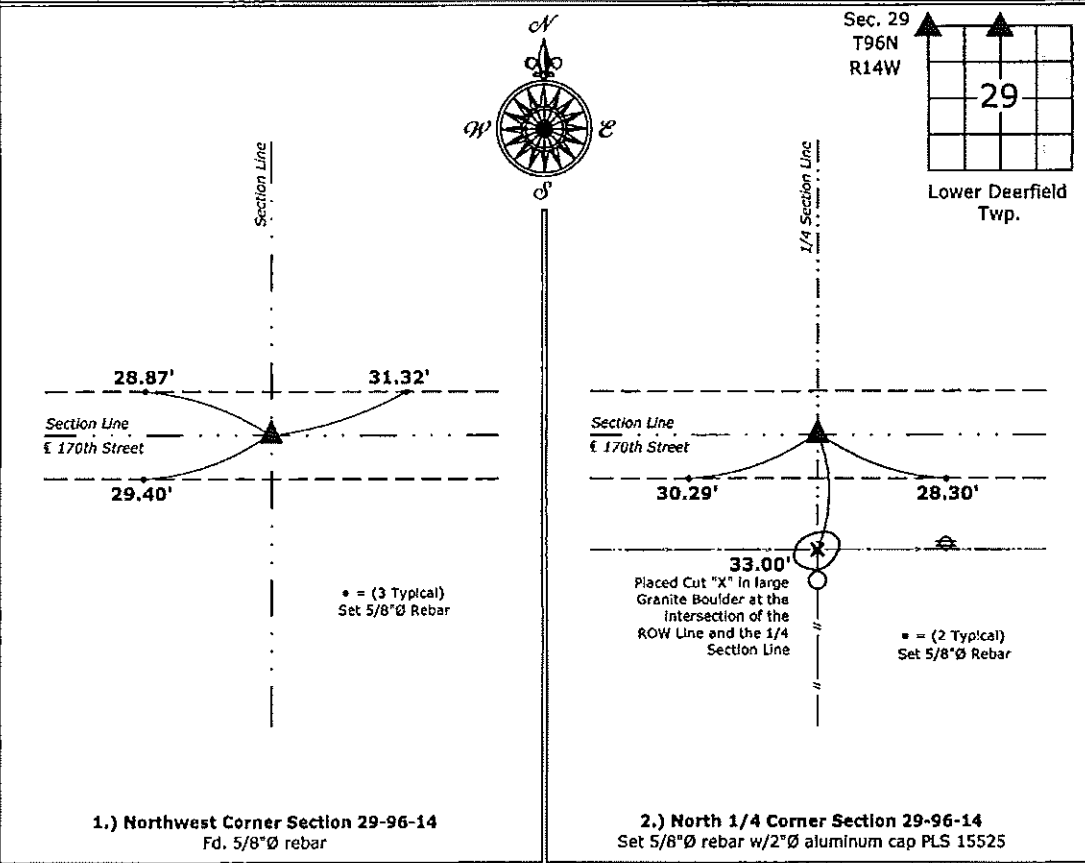 N
W
E
S
Sec. 29
T96N
R14W
29
Lower Deerfield
Twp.
Section Line
28.87'
31.32'
Section Line
℄ 170th Street
29.40'
• = (3 Typical)
Set 5/8"Ø Rebar
1.) Northwest Corner Section 29-96-14
Fd. 5/8"Ø rebar
1/4 Section Line
Section Line
℄ 170th Street
30.29'
28.30'
X
33.00'
Placed Cut "X" in large
Granite Boulder at the
intersection of the
ROW Line and the 1/4
Section Line
• = (2 Typical)
Set 5/8"Ø Rebar
2.) North 1/4 Corner Section 29-96-14
Set 5/8"Ø rebar w/2"Ø aluminum cap PLS 15525